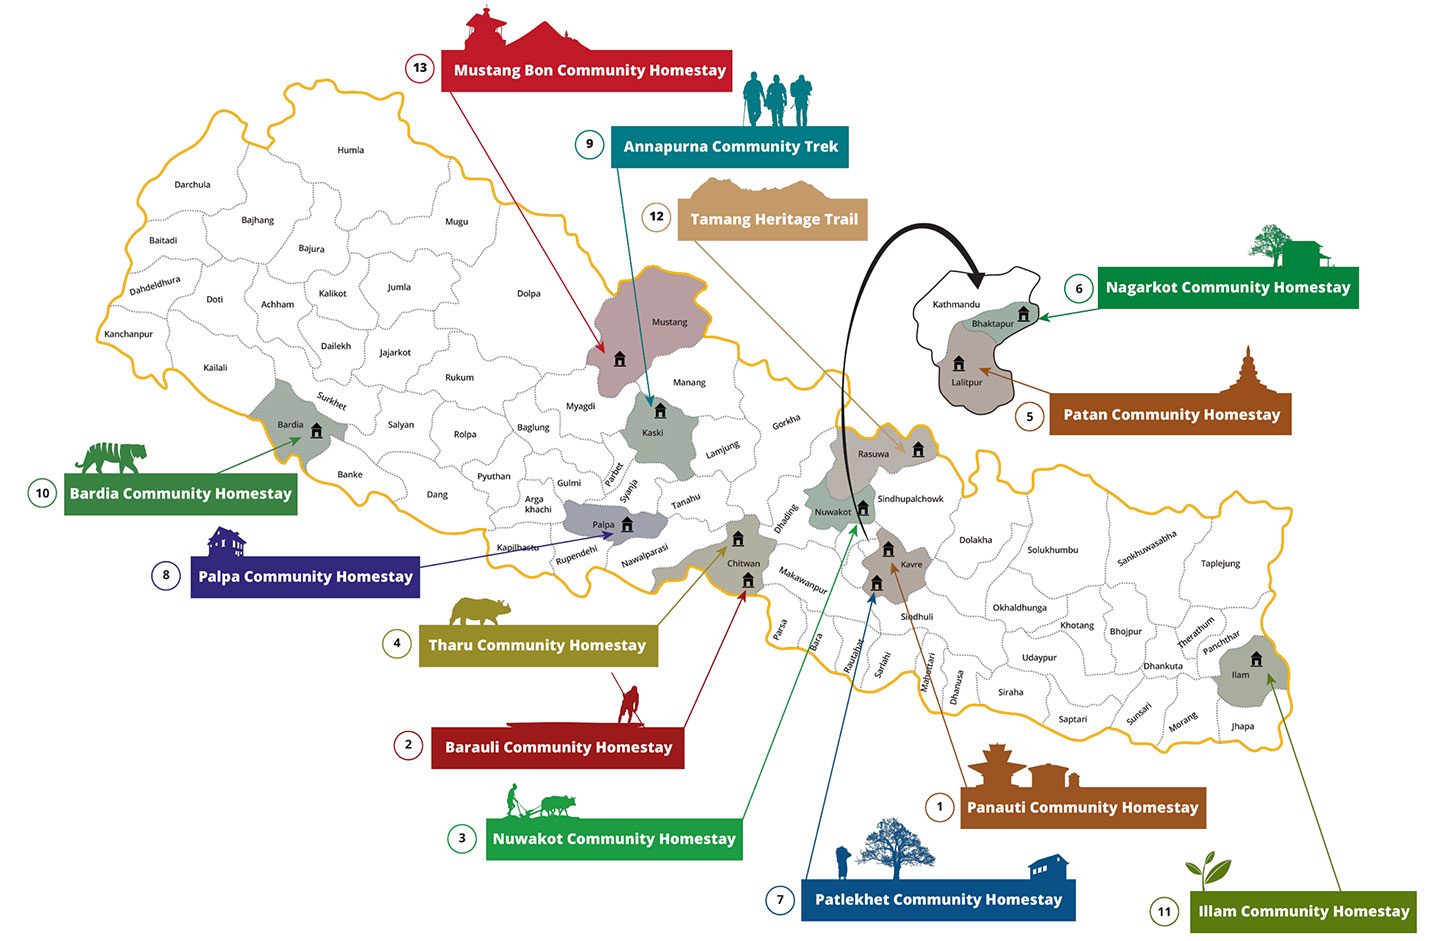 13
Mustang Bon Community Homestay
9
Annapurna Community Trek
12
Tamang Heritage Trail
6
Nagarkot Community Homestay
5
Patan Community Homestay
10
Bardia Community Homestay
8
Palpa Community Homestay
4
Tharu Community Homestay
2
Barauli Community Homestay
3
Nuwakot Community Homestay
1
Panauti Community Homestay
7
Patlekhet Community Homestay
11
Illam Community Homestay
Humla
Darchula
Bajhang
Mugu
Baitadi
Bajura
Dahdeldhura
Doti
Achham
Kalikot
Jumla
Dolpa
Mustang
Kanchanpur
Kailali
Dailekh
Jajarkot
Rukum
Manang
Surkhet
Myagdi
Bardia
Salyan
Rolpa
Baglung
Kaski
Gorkha
Lamjung
Rasuwa
Banke
Dang
Pyuthan
Gulmi
Parbet
Syanja
Tanahu
Arga
khachi
Palpa
Kapilbastu
Rupendehi
Nawalparasi
Chitwan
Dhading
Nuwakot
Sindhupalchowk
Kathmandu
Bhaktapur
Lalitpur
Kavre
Makawanpur
Dolakha
Solukhumbu
Sankhuwasabha
Taplejung
Parsa
Bara
Rautahat
Sarlahi
Sindhuli
Mahottari
Dhanusa
Okhaldhunga
Khotang
Bhojpur
Therathum
Panchthar
Udaypur
Dhankuta
Siraha
Saptari
Sunsari
Morang
Ilam
Jhapa